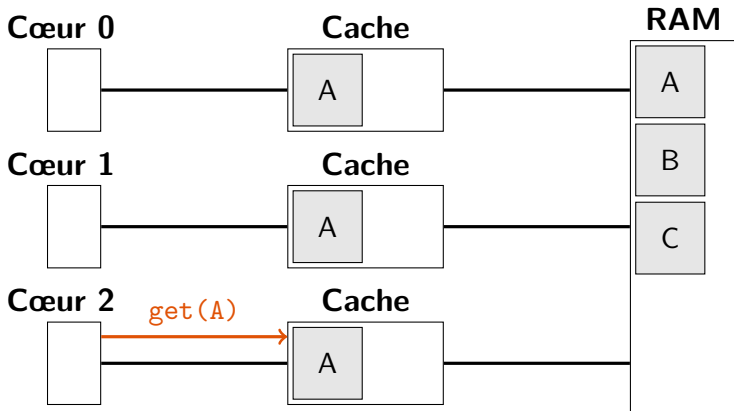 Cœur 0
Cache
RAM
A
A
B
C
Cœur 1
Cache
A
Cœur 2
get(A)
Cache
A